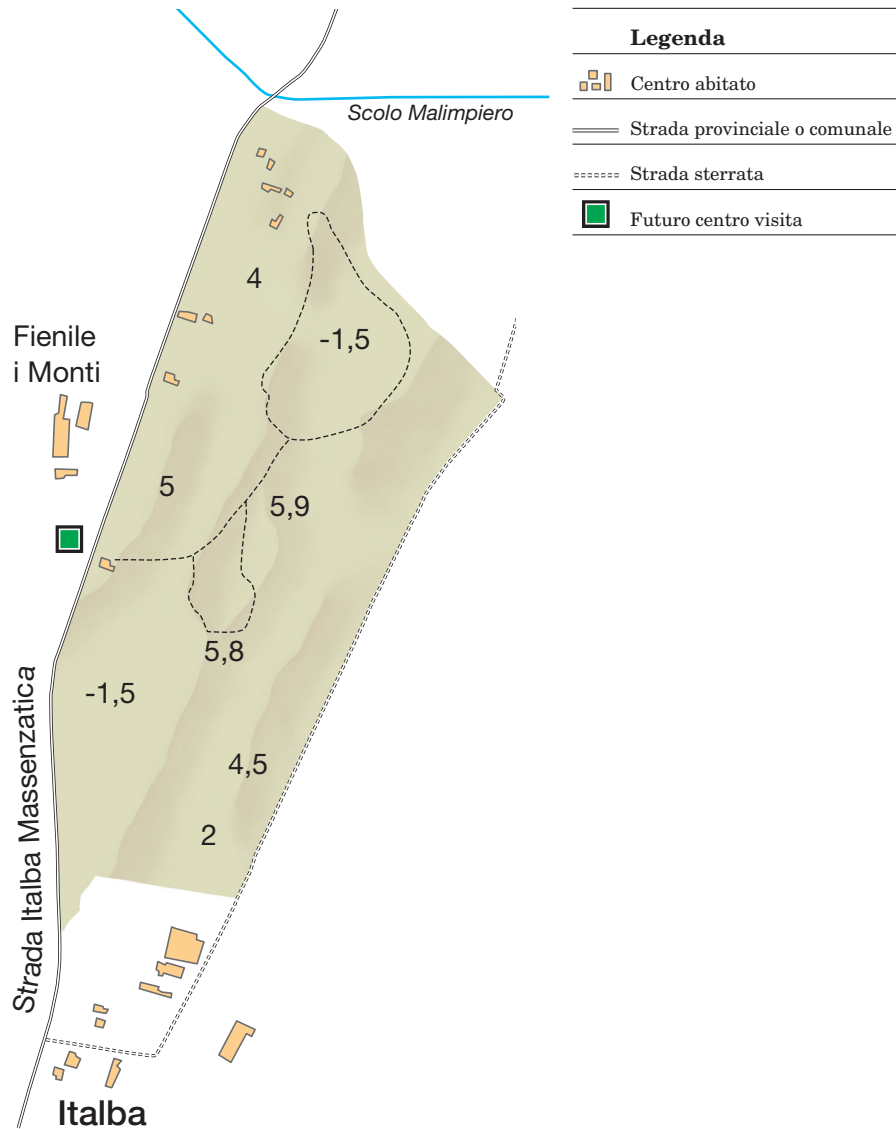 Legenda
Centro abitato
Strada provinciale o comunale
Strada sterrata
Futuro centro visita
Scolo Malimpiero
4
-1,5
Fienile
i Monti
5
5,9
5,8
-1,5
4,5
2
Strada Italba Massenzatica
Italba